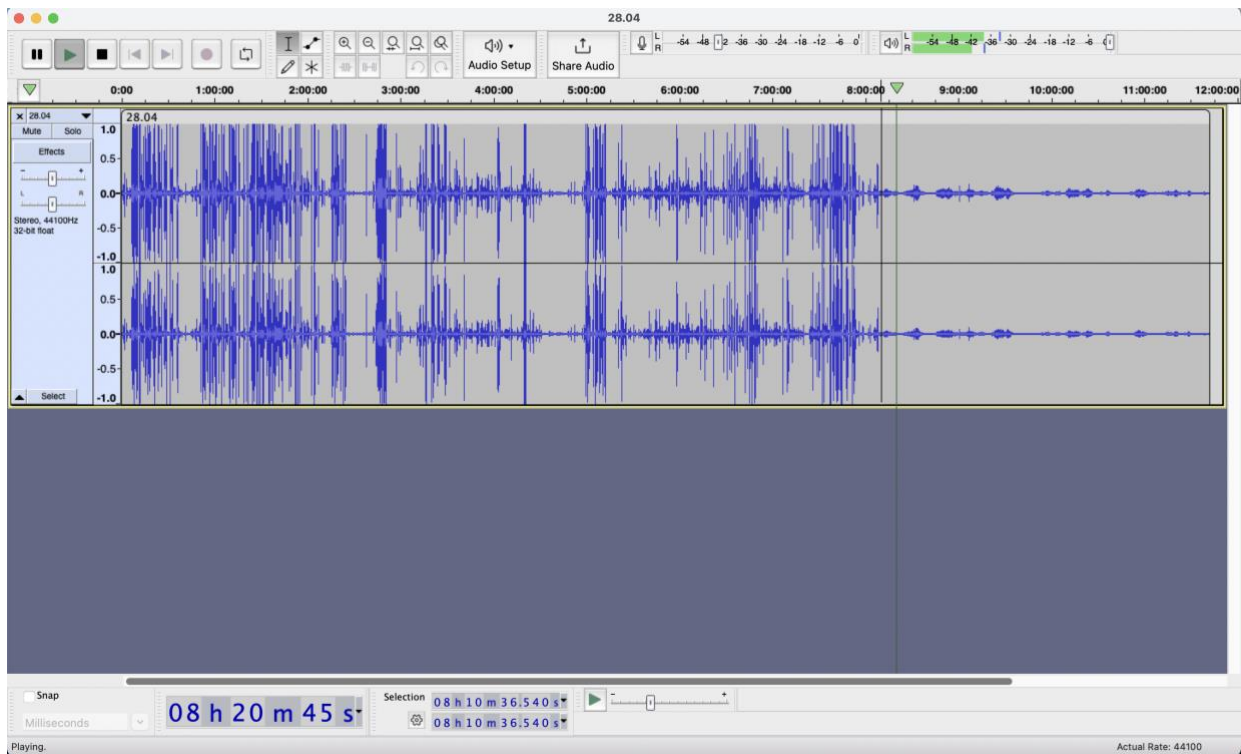 28.04
Audio Setup
Share Audio
L
R
-54 -48 2 -36 -30 -24 -18 -12 -6 0
L
R
-54 -48 -42 -36 -30 -24 -18 -12 -6
0:00 1:00:00 2:00:00 3:00:00 4:00:00 5:00:00 6:00:00 7:00:00 8:00:00 9:00:00 10:00:00 11:00:00 12:00:00
28.04
Mute Solo
Effects
- +
L R
Stereo, 44100Hz
32-bit float
Select
1.0
0.5
0.0
-0.5
-1.0
1.0
0.5
0.0
-0.5
-1.0
28.04
Snap
Milliseconds
08 h 20 m 45 s
Selection
08 h 10 m 36.540 s
08 h 10 m 36.540 s
- +
Playing.
Actual Rate: 44100